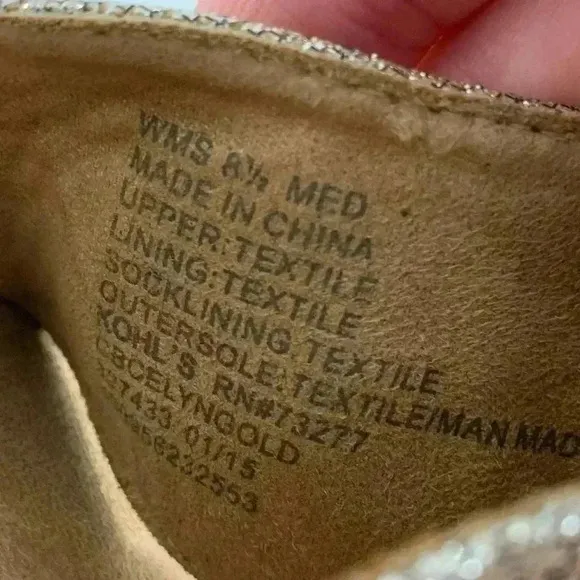 WMS 8½ MED
MADE IN CHINA
UPPER: TEXTILE
LINING: TEXTILE
SOCKLINING: TEXTILE
OUTERSOLE: TEXTILE/MAN MAD
KOHL'S RN#73277
CBCELYNGOLD
01/15